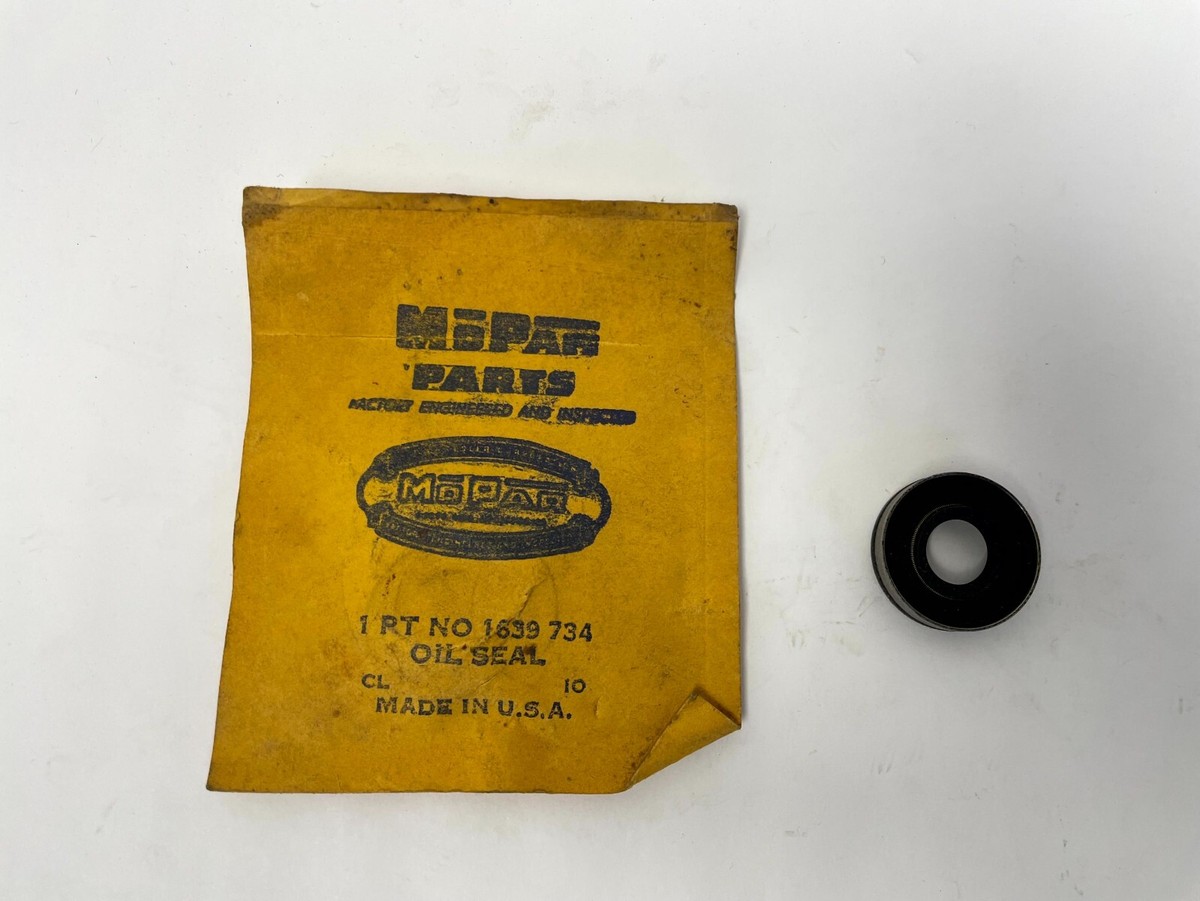 MoPar
PARTS
FACTORY ENGINEERED AND INSPECTED
MoPar
1 PT NO 1639 734
OIL SEAL
CL 10
MADE IN U.S.A.